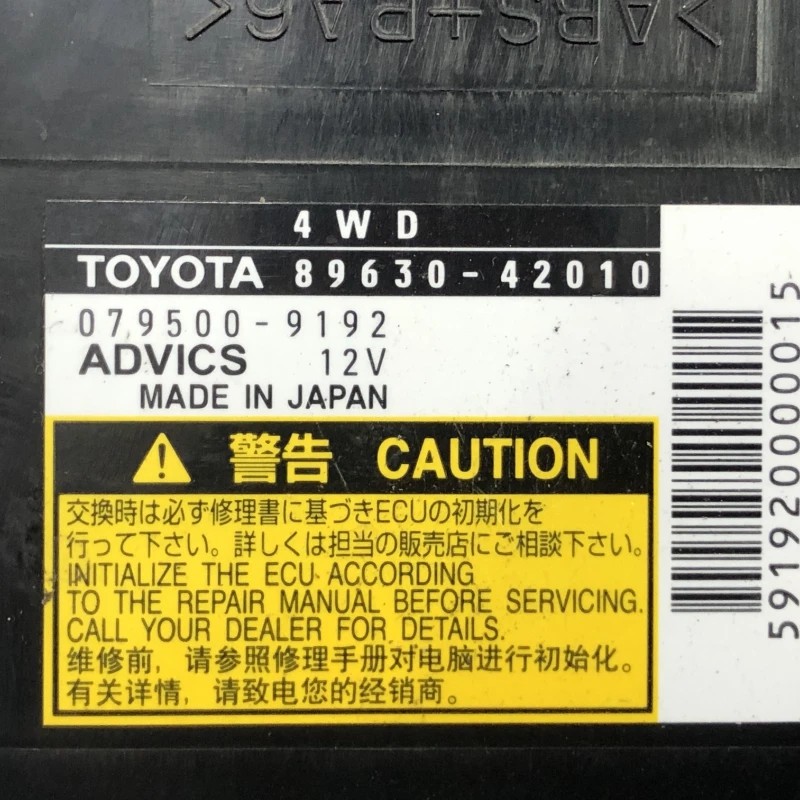 >ABS+PA6<
4WD
TOYOTA 89630-42010
079500-9192
ADVICS 12V
MADE IN JAPAN
警告 CAUTION
交換時は必ず修理書に基づきECUの初期化を
行って下さい。詳しくは担当の販売店にご相談下さい。
INITIALIZE THE ECU ACCORDING
TO THE REPAIR MANUAL BEFORE SERVICING.
CALL YOUR DEALER FOR DETAILS.
维修前，请参照修理手册对电脑进行初始化。
有关详情，请致电您的经销商。
59192000000015